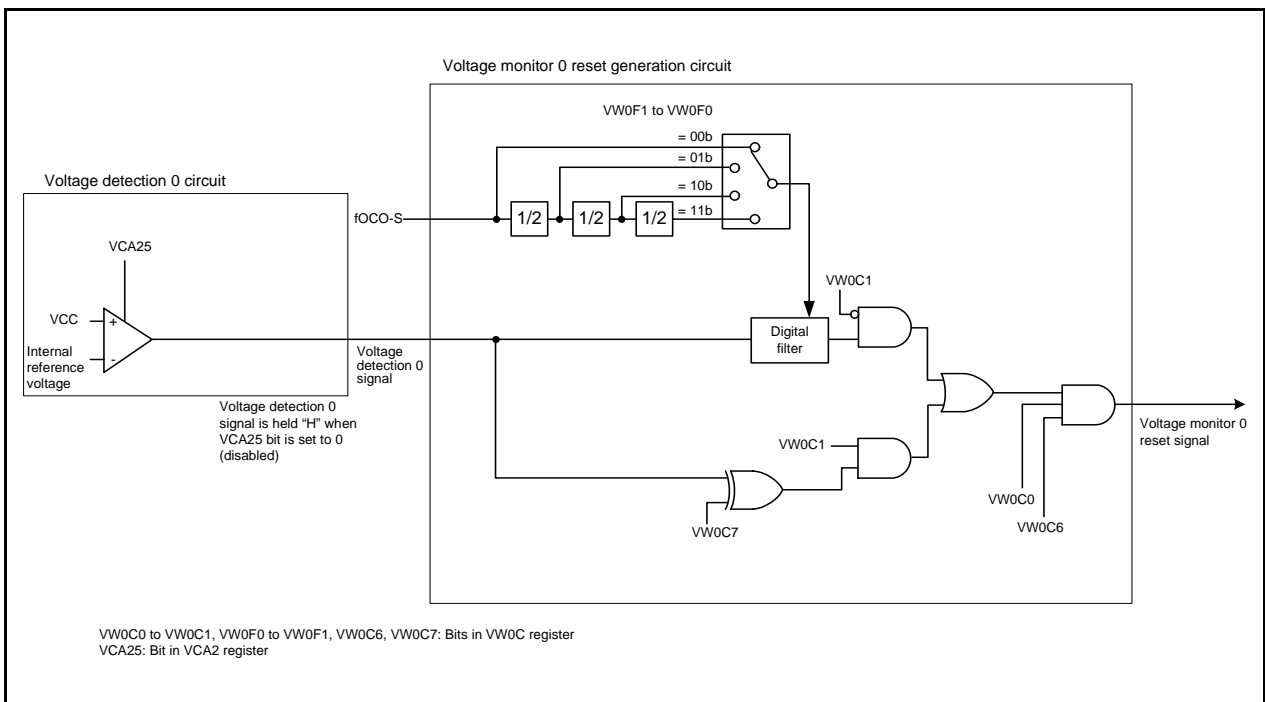 Voltage monitor 0 reset generation circuit
VW0F1 to VW0F0
= 00b
= 01b
= 10b
= 11b
Voltage detection 0 circuit
fOCO-S
1/2
1/2
1/2
VCA25
VCC
+
-
Internal
reference
voltage
Voltage
detection 0
signal
Voltage detection 0
signal is held “H” when
VCA25 bit is set to 0
(disabled)
Digital
filter
VW0C1
VW0C1
VW0C7
VW0C0
VW0C6
Voltage monitor 0
reset signal
VW0C0 to VW0C1, VW0F0 to VW0F1, VW0C6, VW0C7: Bits in VW0C register
VCA25: Bit in VCA2 register